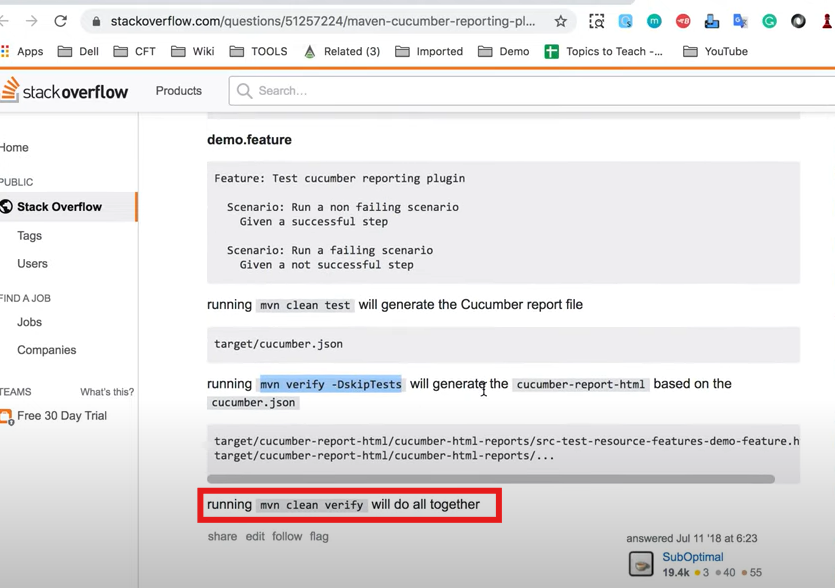 stackoverflow.com/questions/51257224/maven-cucumber-reporting-pl...
Apps Dell CFT Wiki TOOLS Related (3) Imported Demo Topics to Teach -... YouTube
stackoverflow Products Search...
demo.feature
Home
Feature: Test cucumber reporting plugin
PUBLIC
Scenario: Run a non failing scenario
Stack Overflow
Given a successful step
Tags
Scenario: Run a failing scenario
Users
Given a not successful step
FIND A JOB
running mvn clean test will generate the Cucumber report file
Jobs
target/cucumber.json
Companies
running mvn verify -DskipTests will generate the cucumber-report-html based on the
TEAMS What's this?
cucumber.json
Free 30 Day Trial
target/cucumber-report-html/cucumber-html-reports/src-test-resource-features-demo-feature.h
target/cucumber-report-html/cucumber-html-reports/...
running mvn clean verify will do all together
share edit follow flag
answered Jul 11 '18 at 6:23
SubOptimal
19.4k 3 40 55